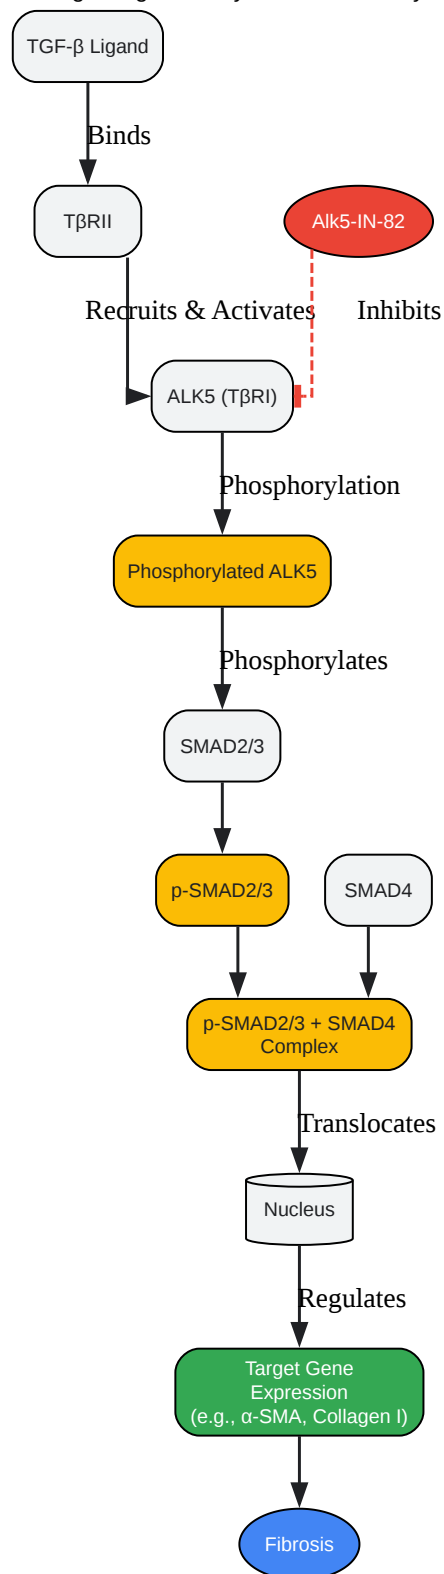 TGF-β Ligand
Binds
TβRII
Alk5-IN-82
Recruits & Activates
Inhibits
ALK5 (TβRI)
Phosphorylation
Phosphorylated ALK5
Phosphorylates
SMAD2/3
p-SMAD2/3
SMAD4
p-SMAD2/3 + SMAD4
Complex
Translocates
Nucleus
Regulates
Target Gene
Expression
(e.g., α-SMA, Collagen I)
Fibrosis